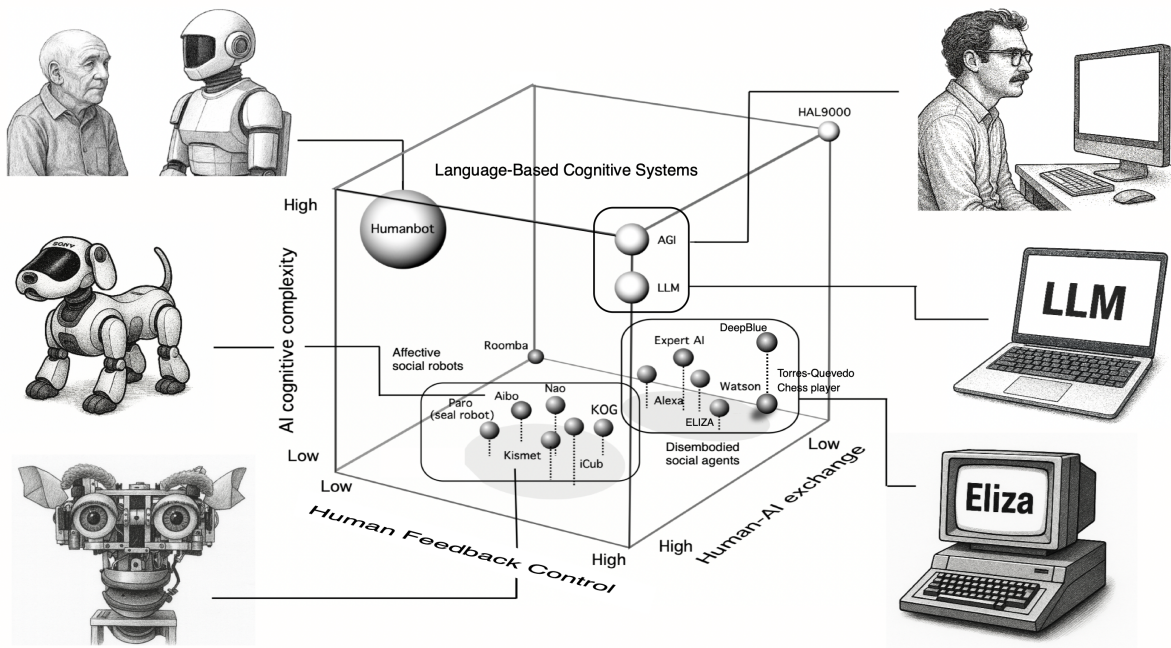 HAL9000
Language-Based Cognitive Systems
High
Humanbot
AGI
LLM
LLM
SONY
AI cognitive complexity
DeepBlue
Expert AI
Roomba
Affective
social robots
Torres-Quevedo
Chess player
Watson
Alexa
ELIZA
Nao
Aibo
Paro
(seal robot)
KOG
Kismet
iCub
Disembodied
social agents
Low
Low
Low
Human Feedback Control
High
High
Human-AI exchange
Eliza